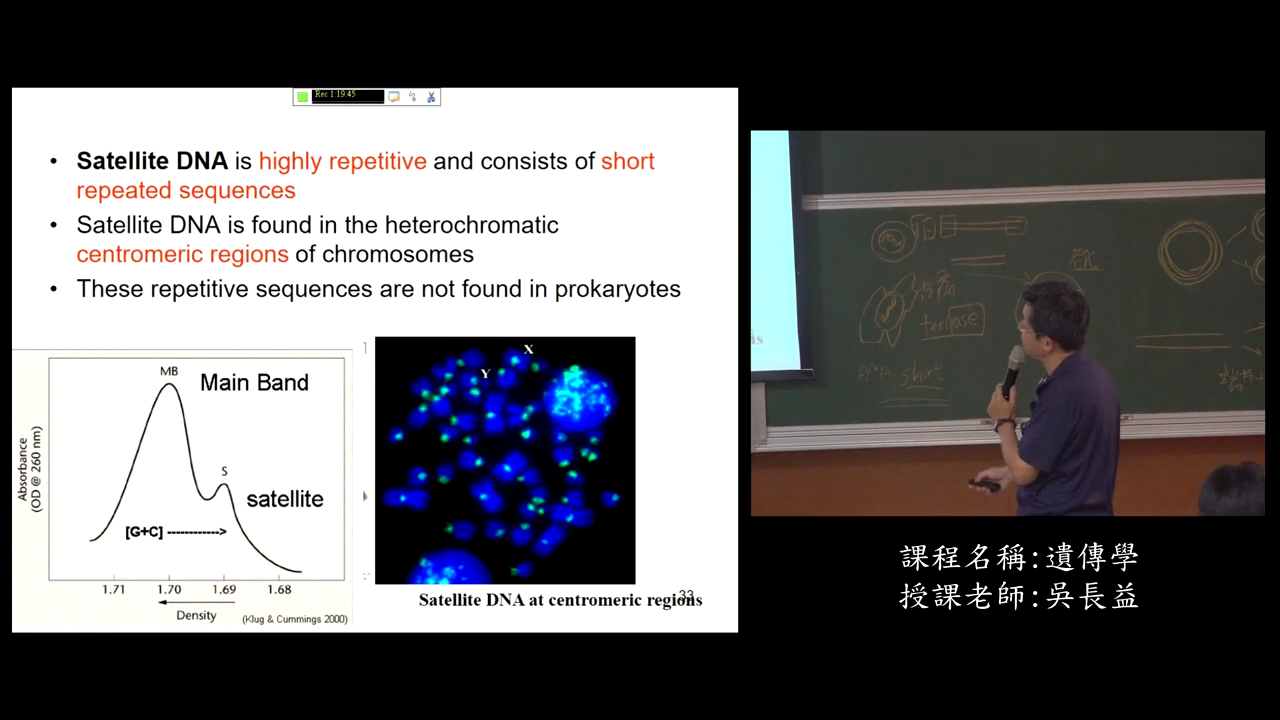 Rec 1:19:45
• Satellite DNA is highly repetitive and consists of short
repeated sequences
• Satellite DNA is found in the heterochromatic
centromeric regions of chromosomes
• These repetitive sequences are not found in prokaryotes
MB
Main Band
S
satellite
[G+C] ------------>
Absorbance
(OD @ 260 nm)
1.71 1.70 1.69 1.68
Density
(Klug & Cummings 2000)
X
Y
Satellite DNA at centromeric regions
33
terminase
DNA
short
課程名稱:遺傳學
授課老師:吳長益